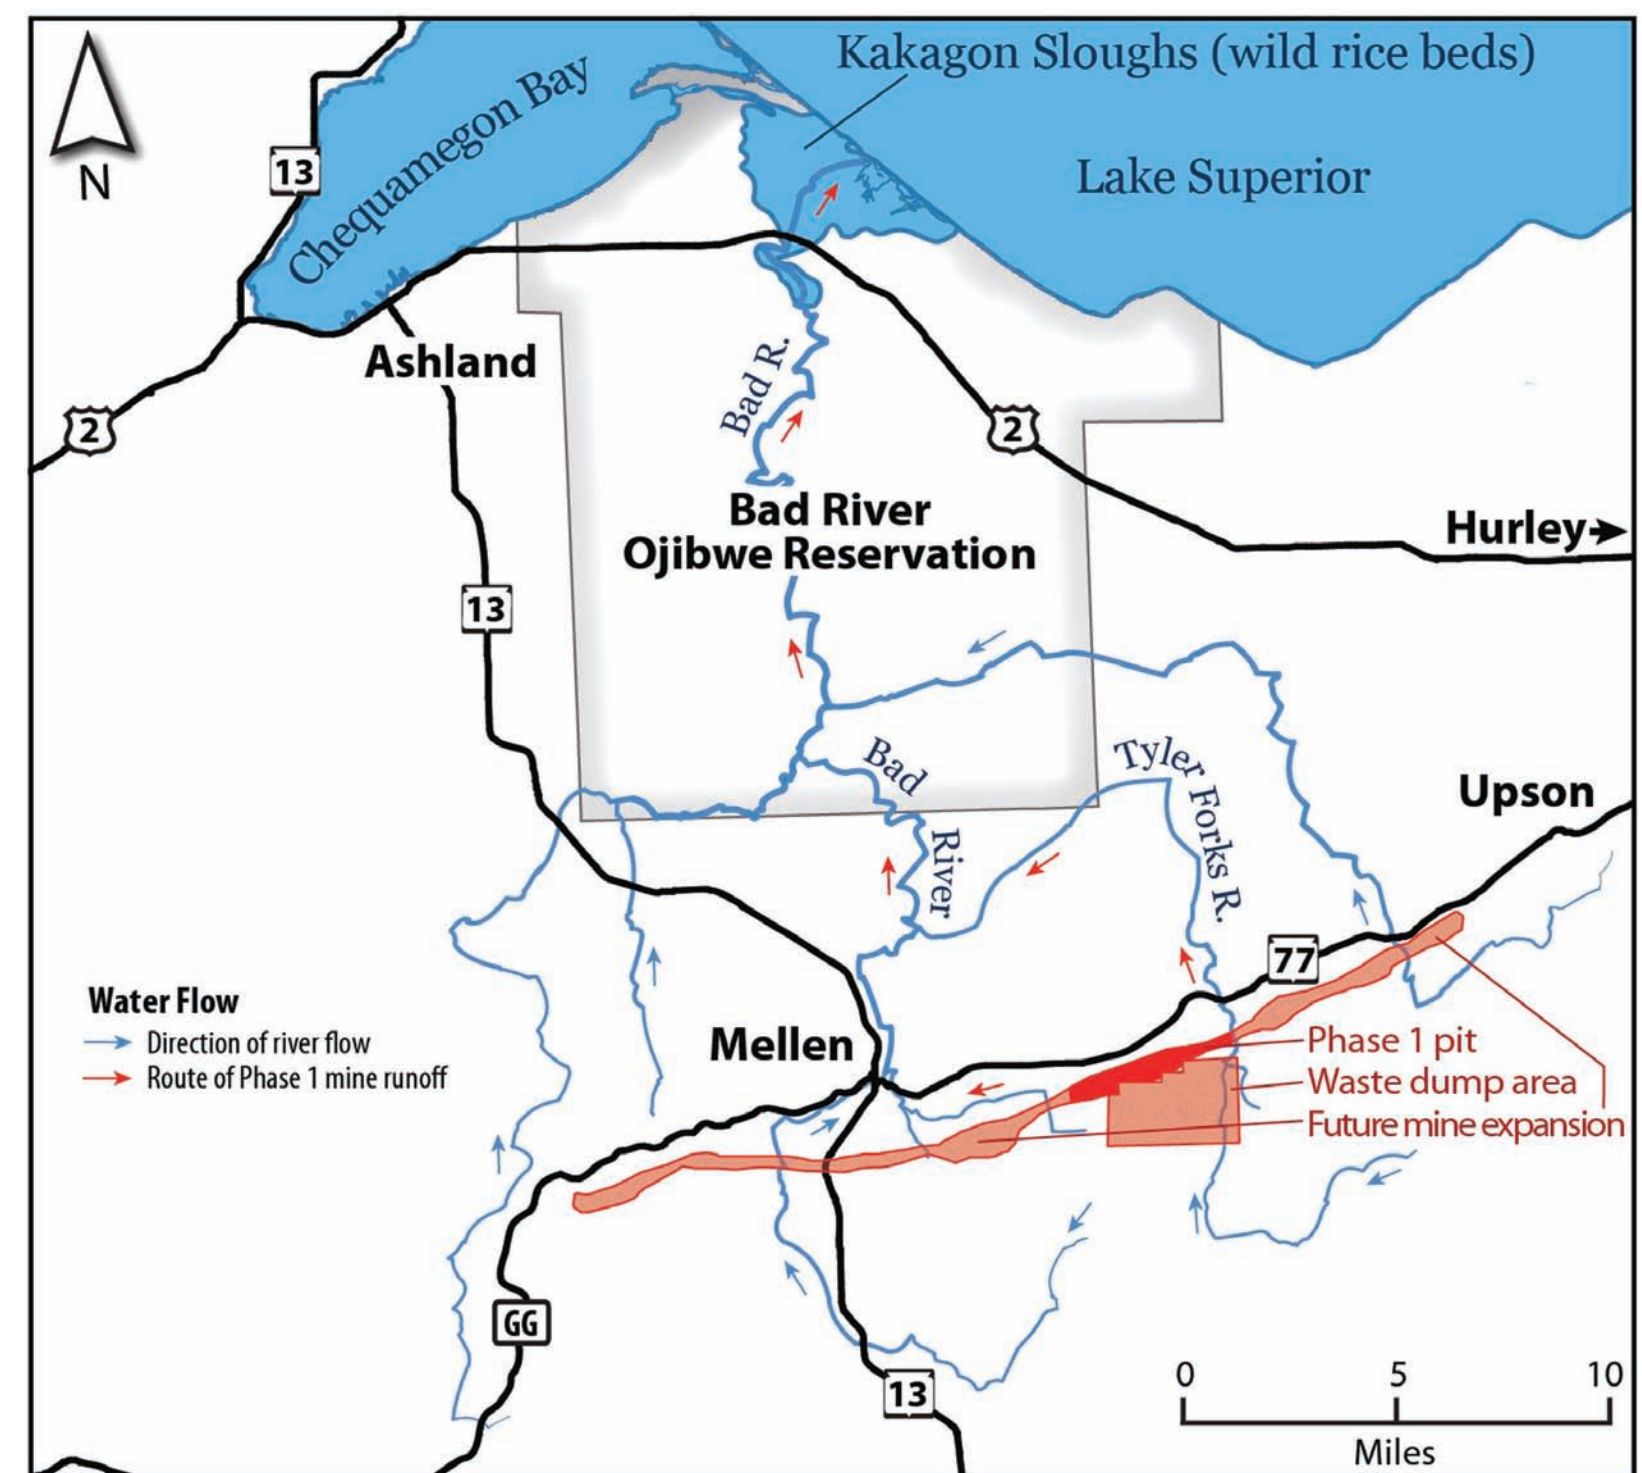 Kakagon Sloughs (wild rice beds)
Chequamegon Bay
N
13
Lake Superior
Ashland
2
Bad R.
2
Bad River
Ojibwe Reservation
Hurley
13
Bad
River
Tyler
Forks R.
Upson
77
Water Flow
Direction of river flow
Route of Phase 1 mine runoff
Mellen
Phase 1 pit
Waste dump area
Future mine expansion
GG
13
0 5 10
Miles